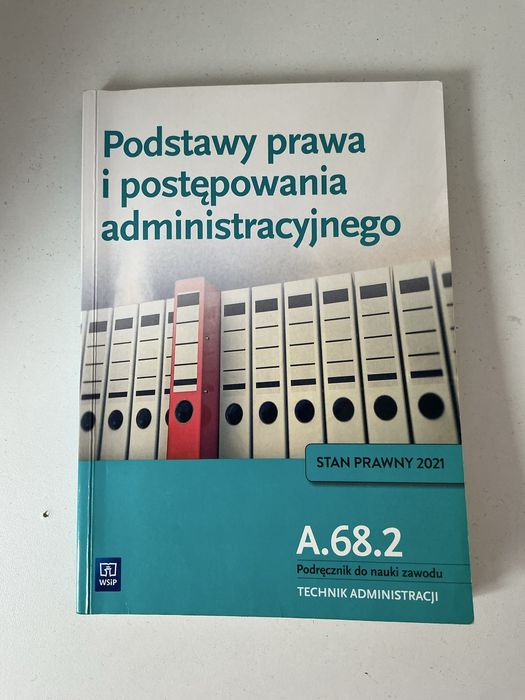 Podstawy prawa
i postępowania
administracyjnego
STAN PRAWNY 2021
A.68.2
Podręcznik do nauki zawodu
TECHNIK ADMINISTRACJI
WSiP